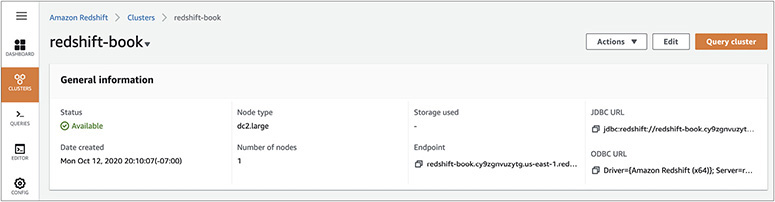 Amazon Redshift > Clusters > redshift-book
redshift-book
Actions Edit Query cluster
DASHBOARD
CLUSTERS
QUERIES
EDITOR
CONFIG
General information
Status
Available
Date created
Mon Oct 12, 2020 20:10:07(-07:00)
Node type
dc2.large
Number of nodes
1
Storage used
-
Endpoint
redshift-book.cy9zgnvuzytg.us-east-1.red...
JDBC URL
jdbc:redshift://redshift-book.cy9zgnvuzyt...
ODBC URL
Driver={Amazon Redshift (x64)}; Server=r...